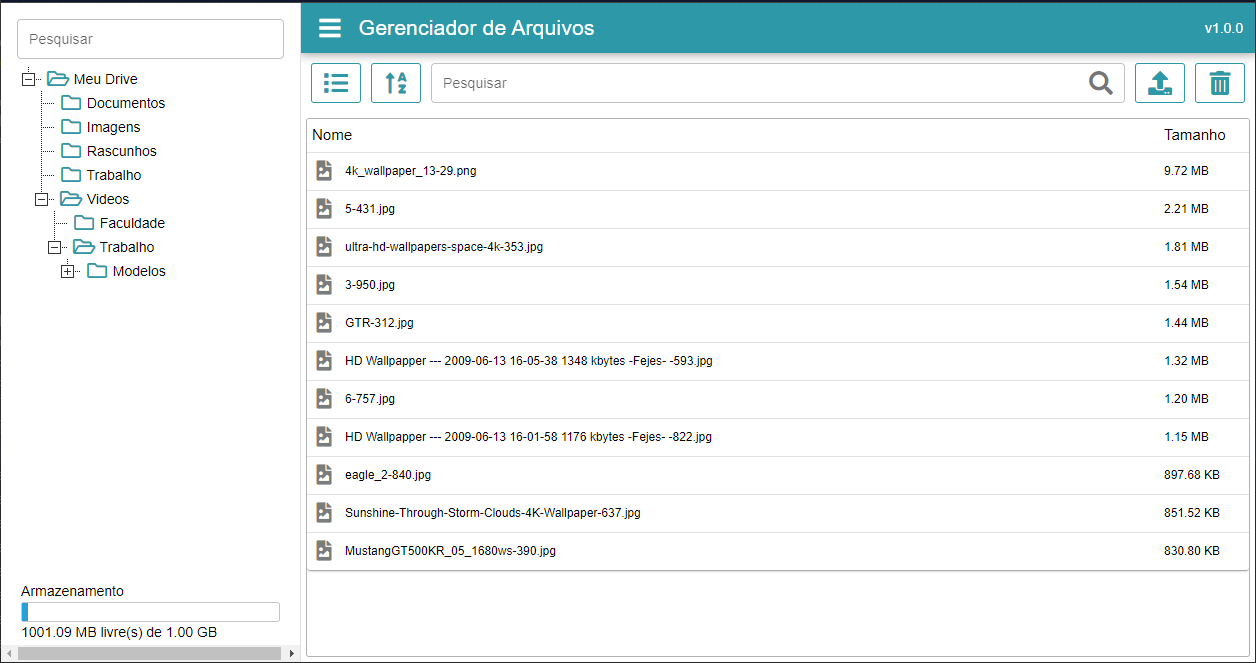 Pesquisar
Meu Drive
Documentos
Imagens
Rascunhos
Trabalho
Videos
Faculdade
Trabalho
Modelos
Armazenamento
1001.09 MB livre(s) de 1.00 GB
Gerenciador de Arquivos v1.0.0
Pesquisar
Nome Tamanho
4k_wallpaper_13-29.png 9.72 MB
5-431.jpg 2.21 MB
ultra-hd-wallpapers-space-4k-353.jpg 1.81 MB
3-950.jpg 1.54 MB
GTR-312.jpg 1.44 MB
HD Wallpapper --- 2009-06-13 16-05-38 1348 kbytes -Fejes- -593.jpg 1.32 MB
6-757.jpg 1.20 MB
HD Wallpapper --- 2009-06-13 16-01-58 1176 kbytes -Fejes- -822.jpg 1.15 MB
eagle_2-840.jpg 897.68 KB
Sunshine-Through-Storm-Clouds-4K-Wallpaper-637.jpg 851.52 KB
MustangGT500KR_05_1680ws-390.jpg 830.80 KB